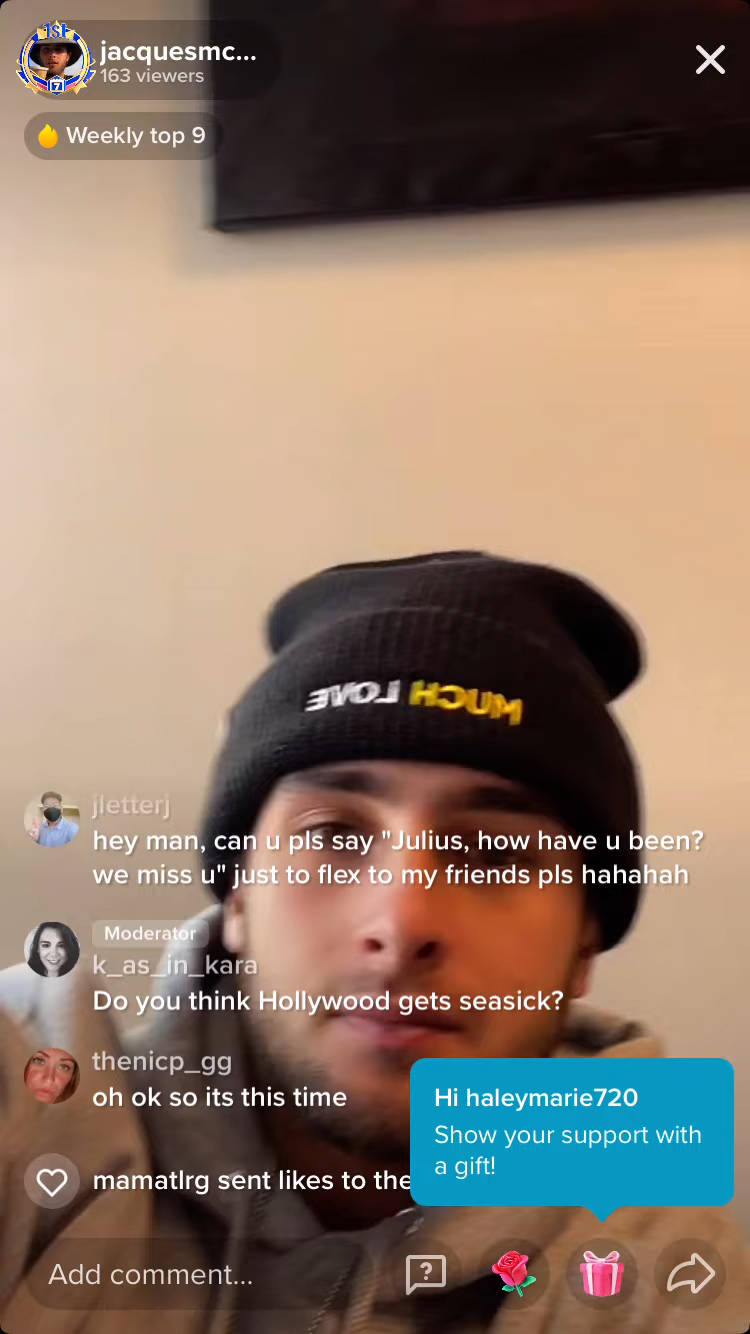 1st
jacquesmc...
7
163 viewers
Weekly top 9
MUCH LOVE
jletterj
hey man, can u pls say "Julius, how have u been?
we miss u" just to flex to my friends pls hahahah
Moderator
k_as_in_kara
Do you think Hollywood gets seasick?
thenicp_gg
oh ok so its this time
Hi haleymarie720
Show your support with
a gift!
mamatlrg sent likes to the
Add comment...
?